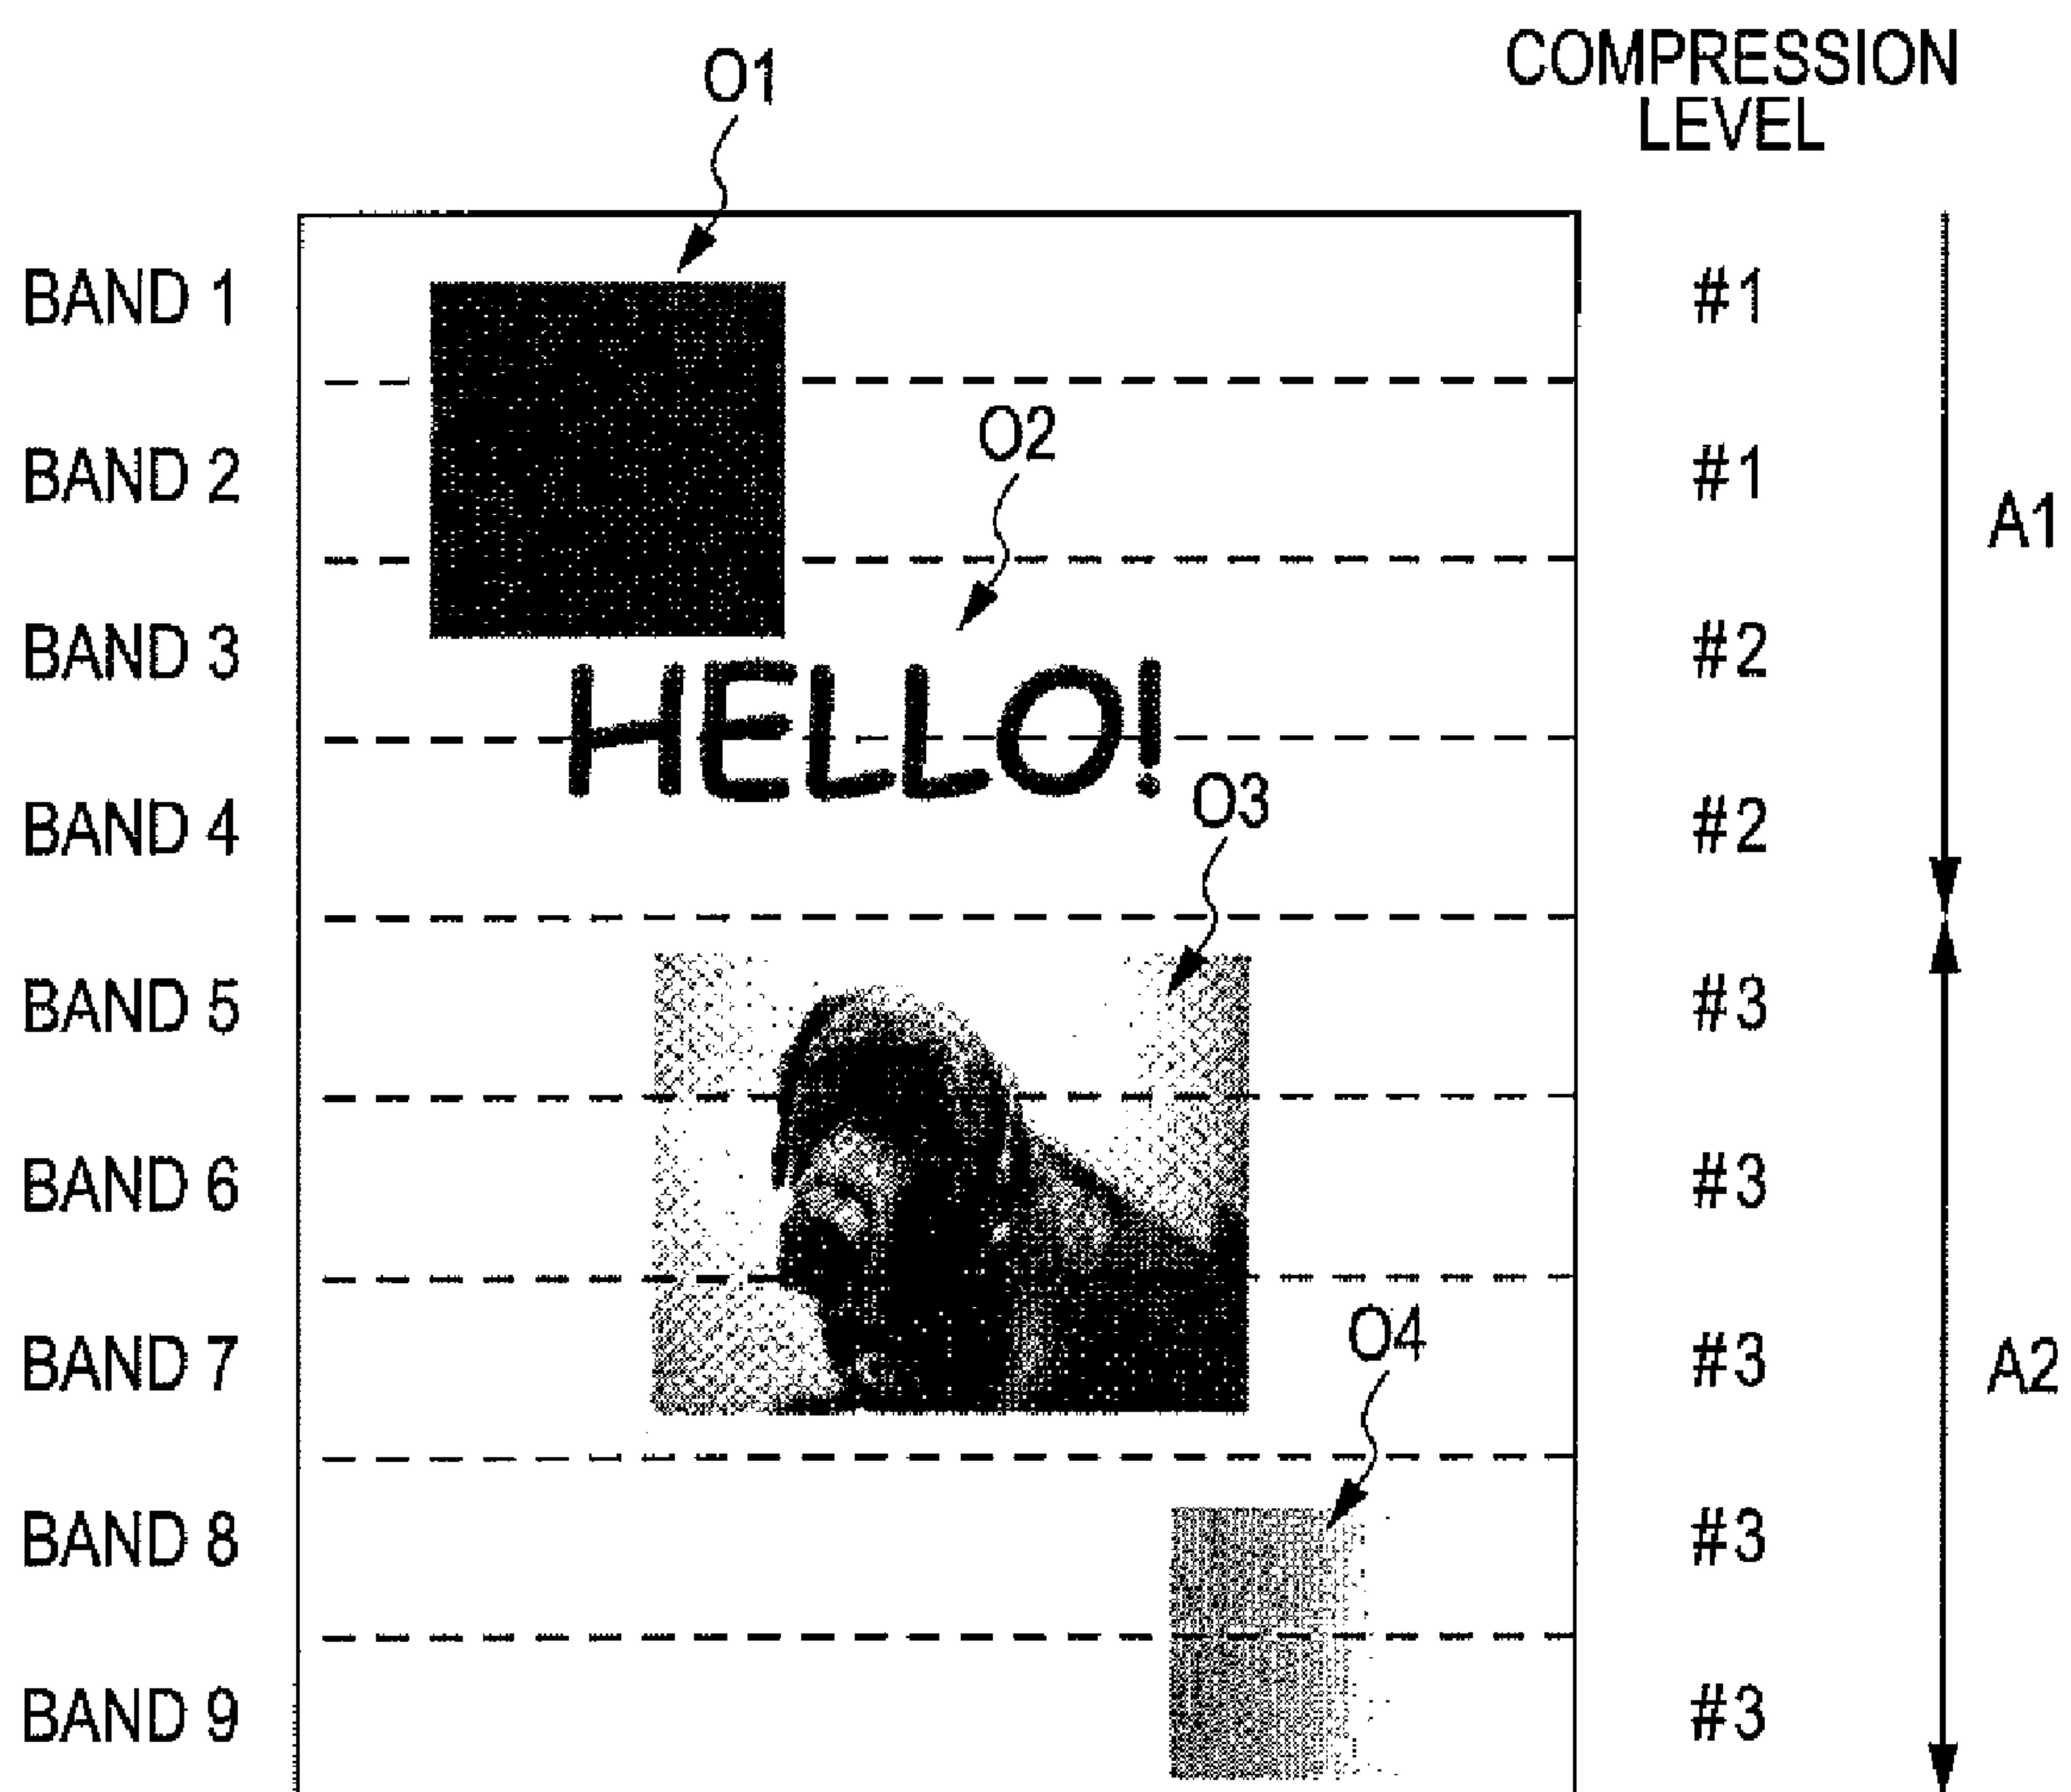 COMPRESSION
LEVEL
O1
BAND 1 #1
O2
BAND 2 #1
A1
BAND 3 #2
HELLO!
O3
BAND 4 #2
BAND 5 #3
BAND 6 #3
O4
BAND 7 #3
A2
BAND 8 #3
BAND 9 #3